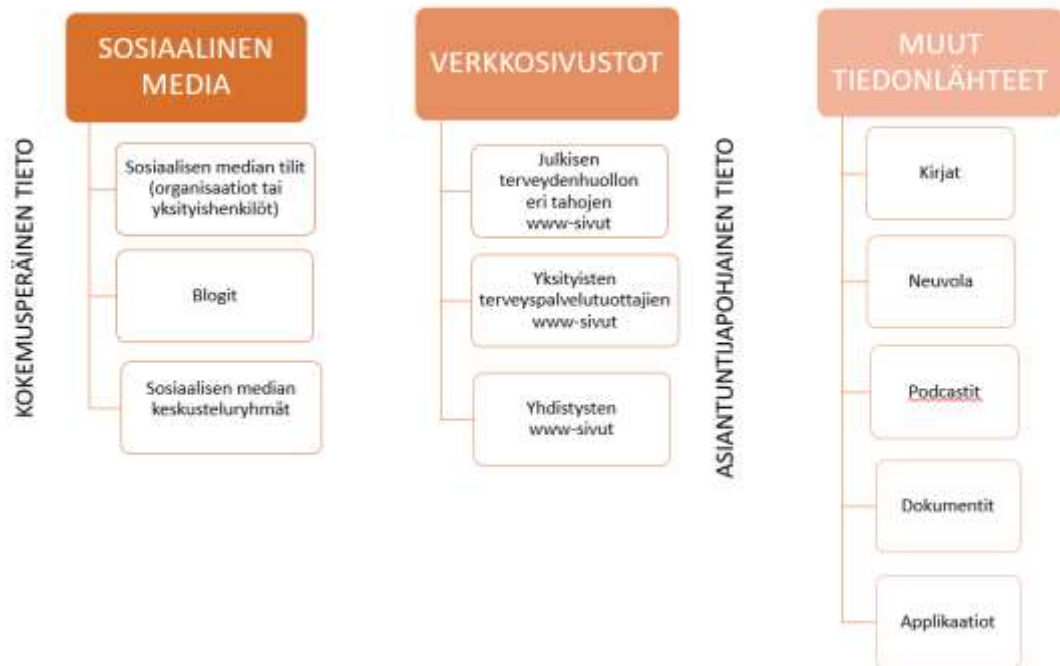 KOKEMUSPERÄINEN TIETO
SOSIAALINEN
MEDIA
Sosiaalisen median tilit
(organisaatiot tai
yksityishenkilöt)
Blogit
Sosiaalisen median
keskusteluryhmät
VERKKOSIVUSTOT
Julkisen
terveydenhuollon
eri tahojen
www-sivut
Yksityisten
terveyspalvelutuottajien
www-sivut
Yhdistysten
www-sivut
ASIANTUNTIJAPOHJAINEN TIETO
MUUT
TIEDONLÄHTEET
Kirjat
Neuvola
Podcastit
Dokumentit
Applikaatiot